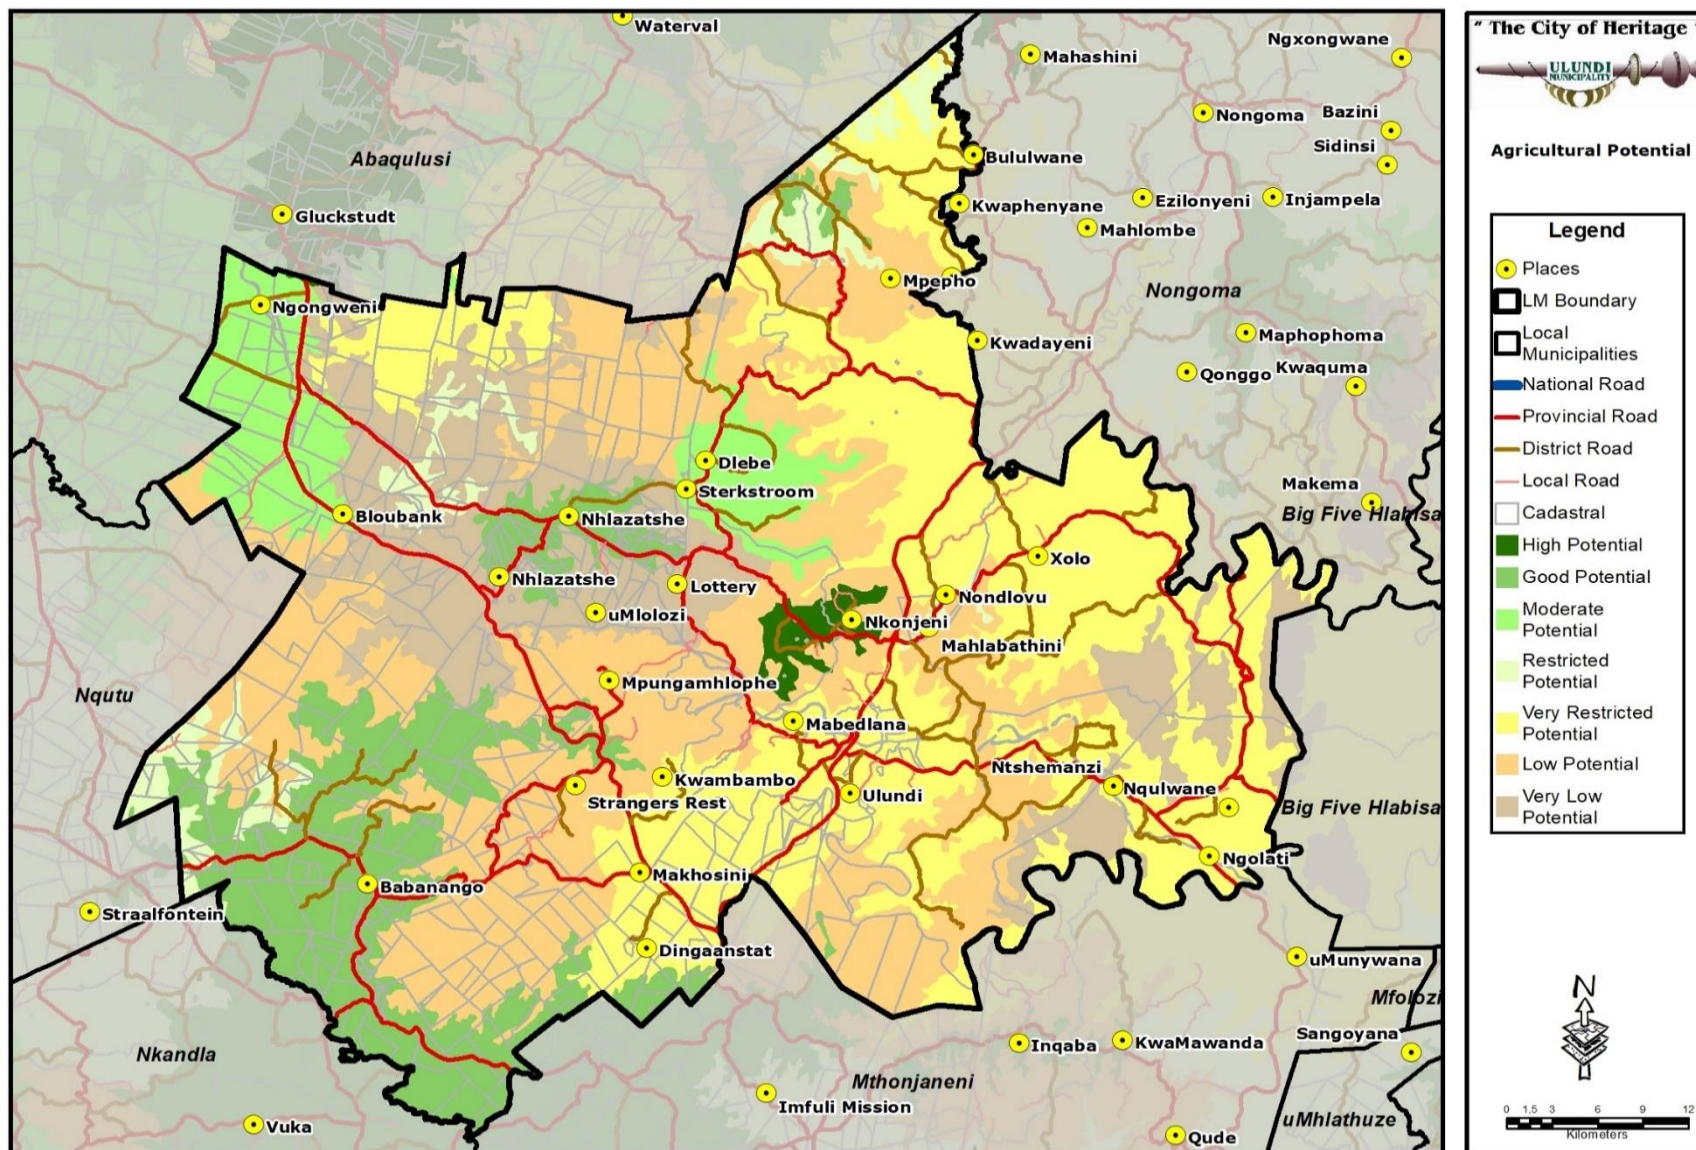 Waterval
Mahashini
Ngxongwane
Nongoma
Bazini
Sidinsi
Abaqulusi
Bululwane
Gluckstudt
Kwaphenyane
Ezilonyeni
Injampela
Mahlombe
Mpepho
Nongoma
Ngongweni
Kwadayeni
Maphophoma
Qonggo
Kwaquma
Dlebe
Sterkstroom
Makema
Big Five Hlabisa
Bloubank
Nhlazatshe
Xolo
Nhlazatshe
Lottery
Nondlovu
uMlolozi
Nkonjeni
Mahlabathini
Nqutu
Mpungamhlophe
Mabedlana
Ntshemanzi
Kwambambo
Strangers Rest
Ulundi
Nqulwane
Big Five Hlabisa
Ngolati
Makhosini
Babanango
Straalfontein
Dingaanstat
uMunywana
Mfolozi
Sangoyana
Nkandla
Inqaba
KwaMawanda
Mthonjaneni
Imfuli Mission
uMhlathuze
Vuka
Qude
" The City of Heritage "
ULUNDI
MUNICIPALITY
Agricultural Potential
Legend
Places
LM Boundary
Local
Municipalities
National Road
Provincial Road
District Road
Local Road
Cadastral
High Potential
Good Potential
Moderate
Potential
Restricted
Potential
Very Restricted
Potential
Low Potential
Very Low
Potential
N
0 1.5 3 6 9 12
Kilometers